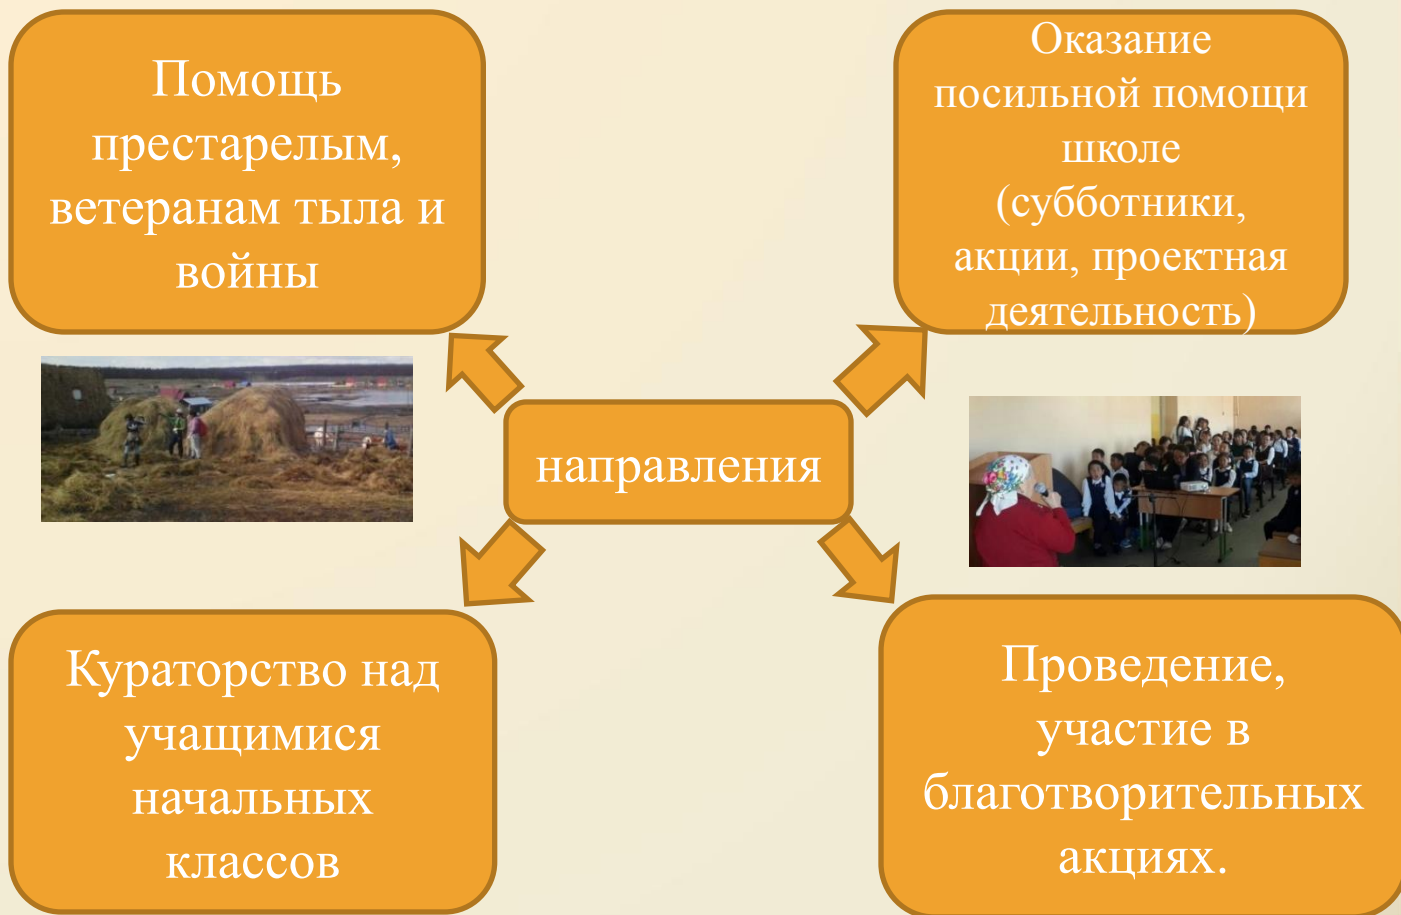 Помощь
престарелым,
ветеранам тыла и
войны
Оказание
посильной помощи
школе
(субботники,
акции, проектная
деятельность)
направления
Кураторство над
учащимися
начальных
классов
Проведение,
участие в
благотворительных
акциях.